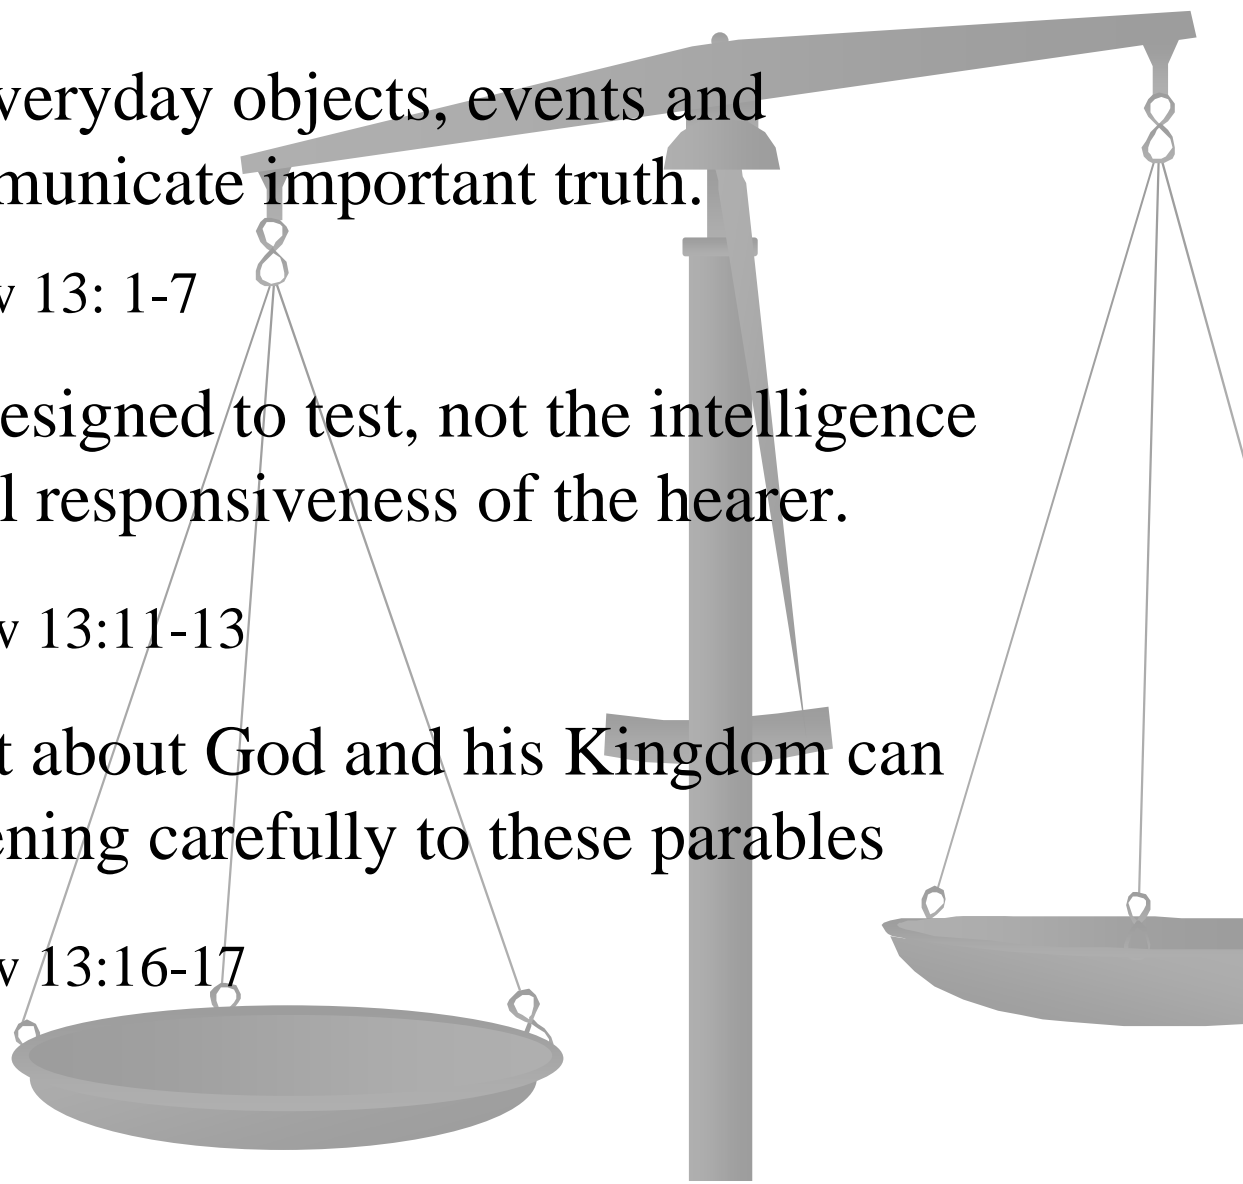 veryday objects, events and
municate important truth.
w 13: 1-7
esigned to test, not the intelligence
l responsiveness of the hearer.
w 13:11-13
t about God and his Kingdom can
ening carefully to these parables
w 13:16-17